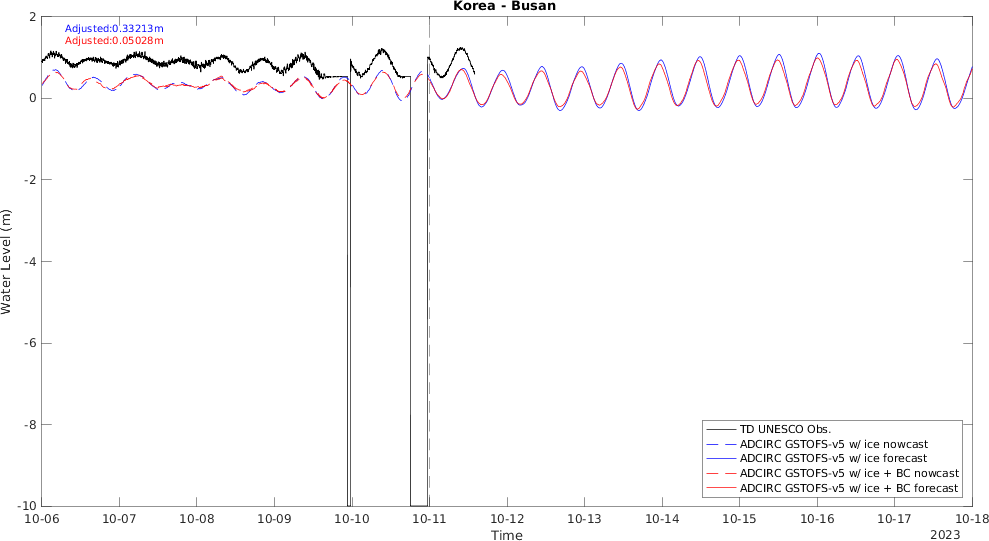 Korea - Busan
Adjusted:0.33213m
Adjusted:0.05028m
2
0
-2
-4
-6
-8
-10
Water Level (m)
TD UNESCO Obs.
ADCIRC GSTOFS-v5 w/ ice nowcast
ADCIRC GSTOFS-v5 w/ ice forecast
ADCIRC GSTOFS-v5 w/ ice + BC nowcast
ADCIRC GSTOFS-v5 w/ ice + BC forecast
10-06 10-07 10-08 10-09 10-10 10-11 10-12 10-13 10-14 10-15 10-16 10-17 10-18
Time
2023